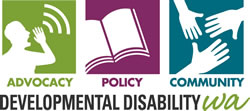 ADVOCACY POLICY COMMUNITY
DEVELOPMENTAL DISABILITY wa